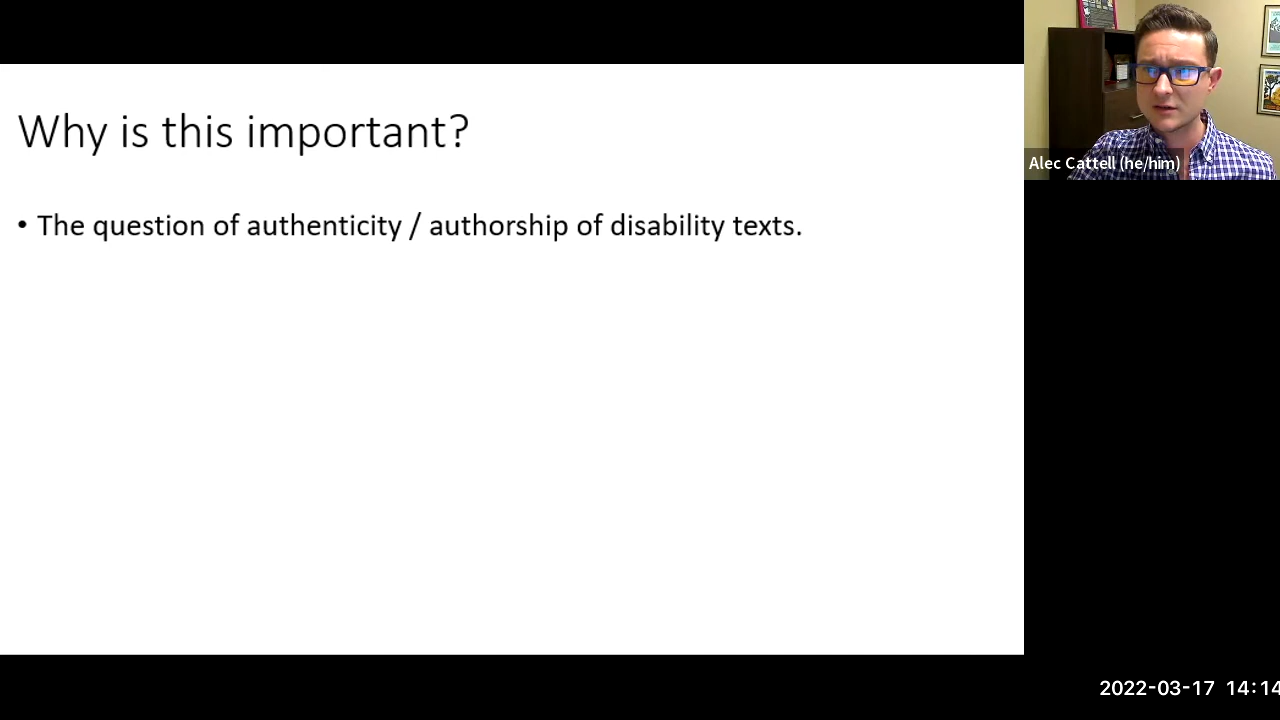 Why is this important?
• The question of authenticity / authorship of disability texts.
Alec Cattell (he/him)
2022-03-17 14:14